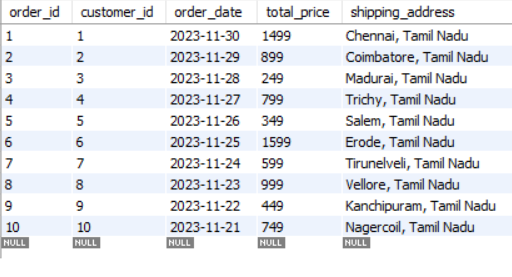 order_id customer_id order_date total_price shipping_address
1 1 2023-11-30 1499 Chennai, Tamil Nadu
2 2 2023-11-29 899 Coimbatore, Tamil Nadu
3 3 2023-11-28 249 Madurai, Tamil Nadu
4 4 2023-11-27 799 Trichy, Tamil Nadu
5 5 2023-11-26 349 Salem, Tamil Nadu
6 6 2023-11-25 1599 Erode, Tamil Nadu
7 7 2023-11-24 599 Tirunelveli, Tamil Nadu
8 8 2023-11-23 999 Vellore, Tamil Nadu
9 9 2023-11-22 449 Kanchipuram, Tamil Nadu
10 10 2023-11-21 749 Nagercoil, Tamil Nadu
NULL NULL NULL NULL NULL